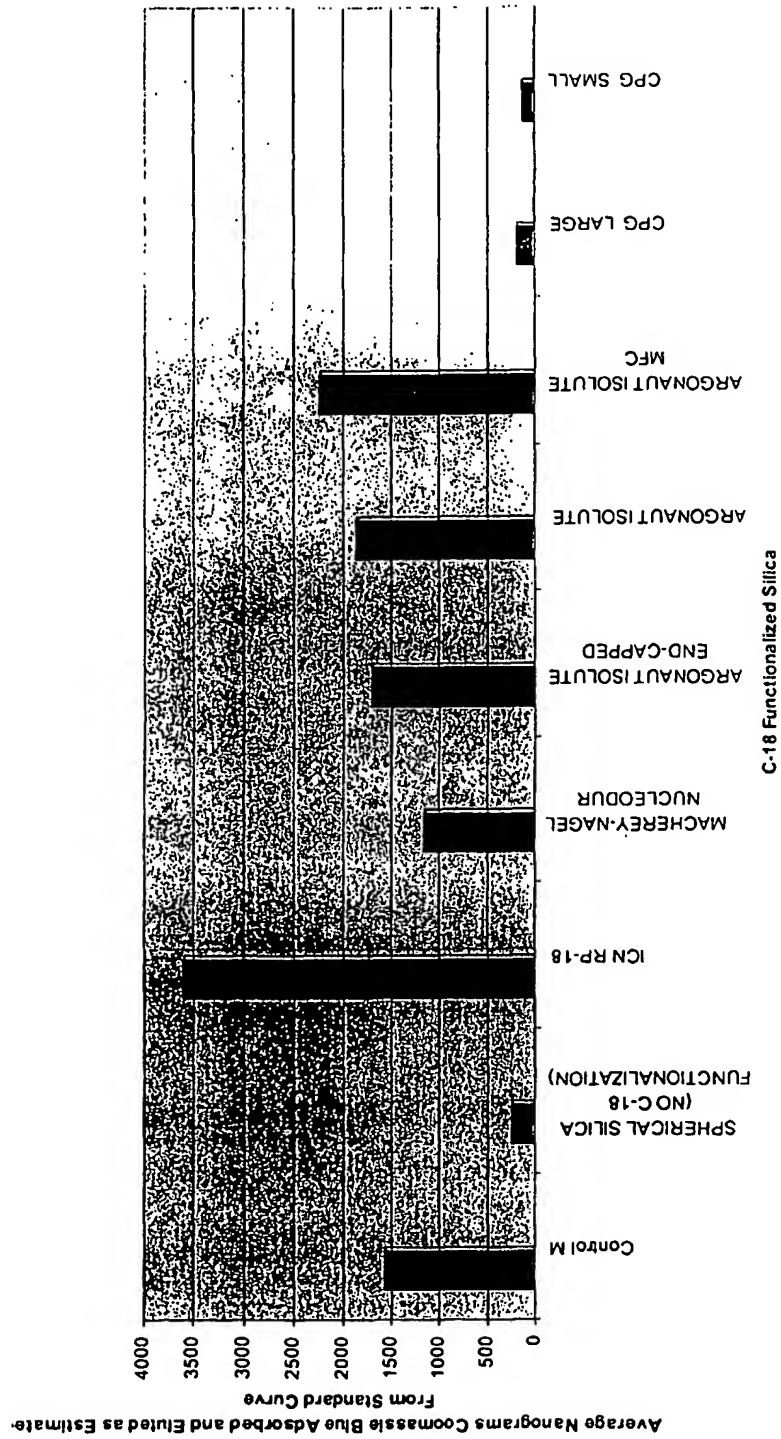 Average Nanograms Coomassie Blue Adsorbed and Eluted as Estimate-
From Standard Curve
4000
3500
3000
2500
2000
1500
1000
500
0
Control M
SPHERICAL SILICA
(NO C-18
FUNCTIONALIZATION)
ICN RP-18
MACHEREY-NAGEL
NUCLEODUR
ARGONAUT ISOLUTE
END-CAPPED
ARGONAUT ISOLUTE
ARGONAUT ISOLUTE
MFC
CPG LARGE
CPG SMALL
C-18 Functionalized Silica